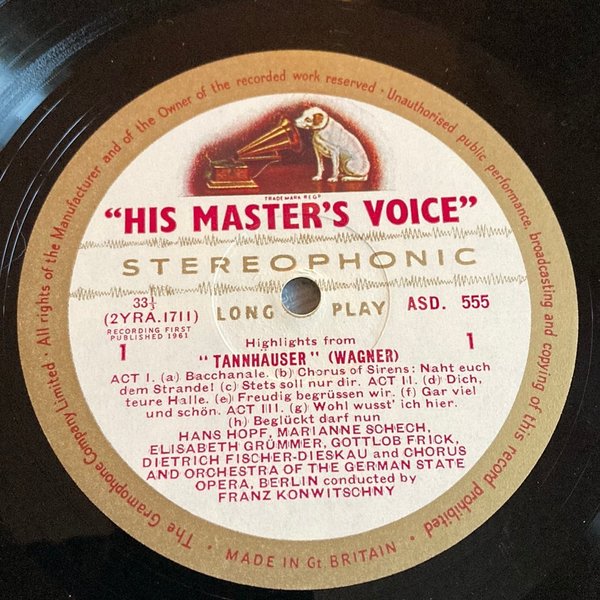 All rights of the Manufacturer and of the Owner of the recorded work reserved · Unauthorised public performance, broadcasting and copying of this record prohibited
TRADE MARK REGD
"HIS MASTER'S VOICE"
STEREOPHONIC
33⅓
(2YRA.1711)
RECORDING FIRST
PUBLISHED 1961
LONG PLAY
ASD. 555
1
1
Highlights from
"TANNHÄUSER" (WAGNER)
ACT I. (a) Bacchanale. (b) Chorus of Sirens: Naht euch
dem Strande! (c) Stets soll nur dir. ACT II. (d) Dich,
teure Halle. (e) Freudig begrüssen wir. (f) Gar viel
und schön. ACT III. (g) Wohl wusst' ich hier.
(h) Beglückt darf nun
HANS HOPF, MARIANNE SCHECH,
ELISABETH GRÜMMER, GOTTLOB FRICK,
DIETRICH FISCHER-DIESKAU and CHORUS
AND ORCHESTRA OF THE GERMAN STATE
OPERA, BERLIN conducted by
FRANZ KONWITSCHNY
The Gramophone Company Limited ·
· MADE IN Gt. BRITAIN ·